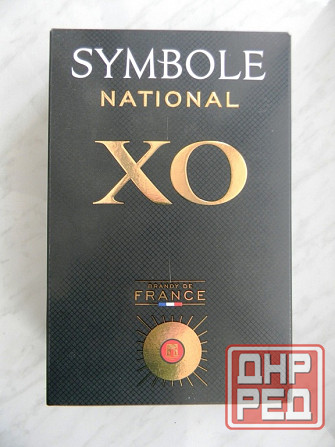 SYMBOLE
NATIONAL
XO
BRANDY DE
FRANCE
ДНР
РЕД